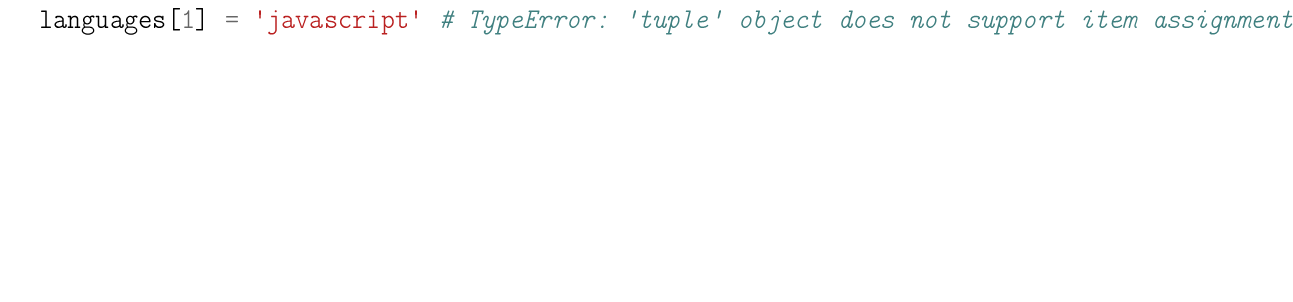 languages[1] = 'javascript' # TypeError: 'tuple' object does not support item assignment